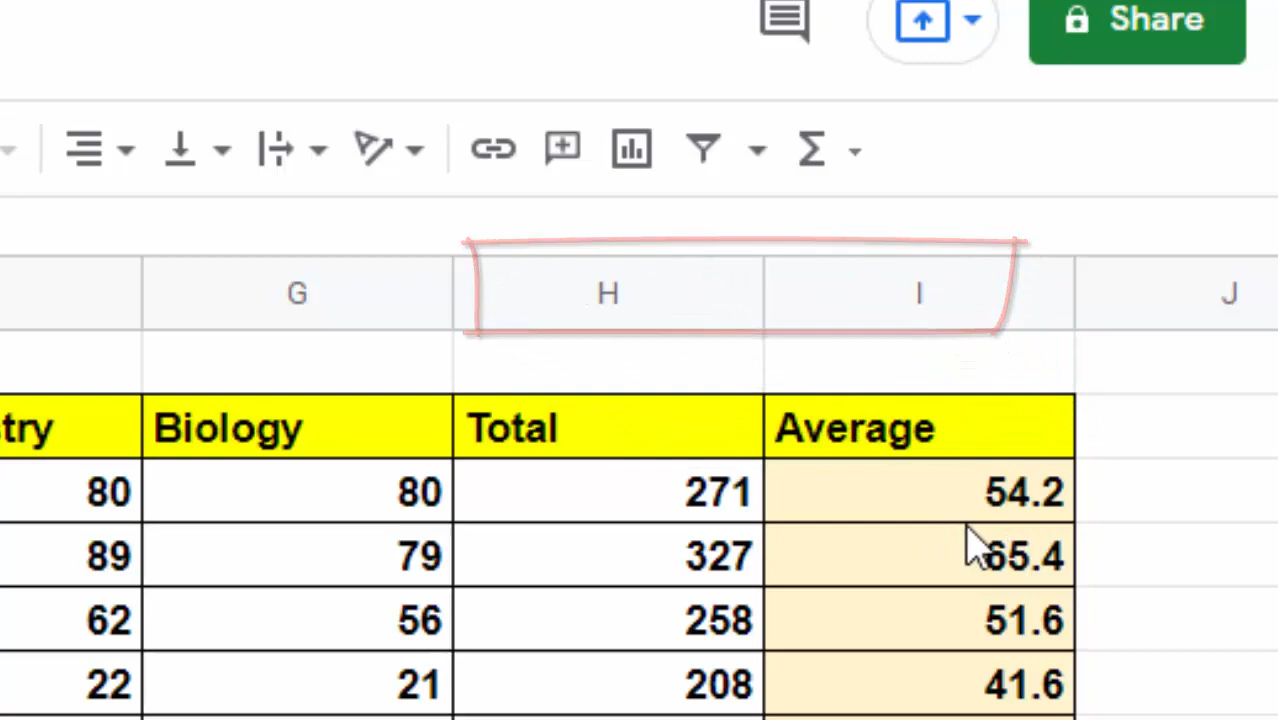 Share
G H I J
try Biology Total Average
80 80 271 54.2
89 79 327 65.4
62 56 258 51.6
22 21 208 41.6